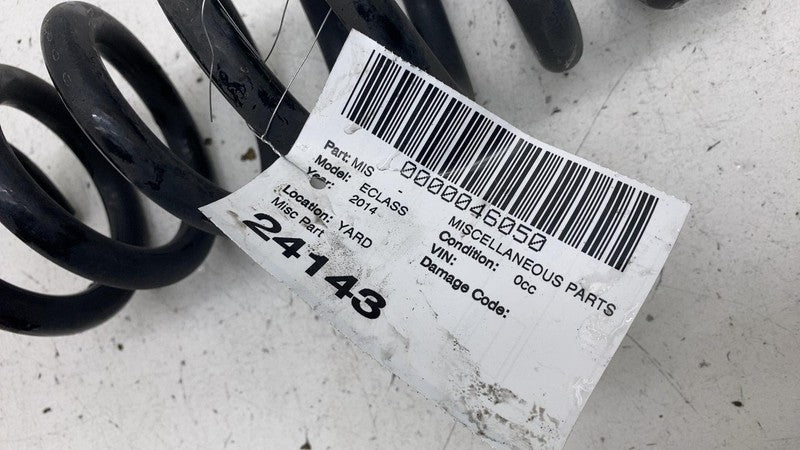 0000046050
Part: MIS MISCELLANEOUS PARTS
Model: ECLASS Condition: 0cc
Year: 2014 VIN:
Location: YARD Damage Code:
Misc Part
24143